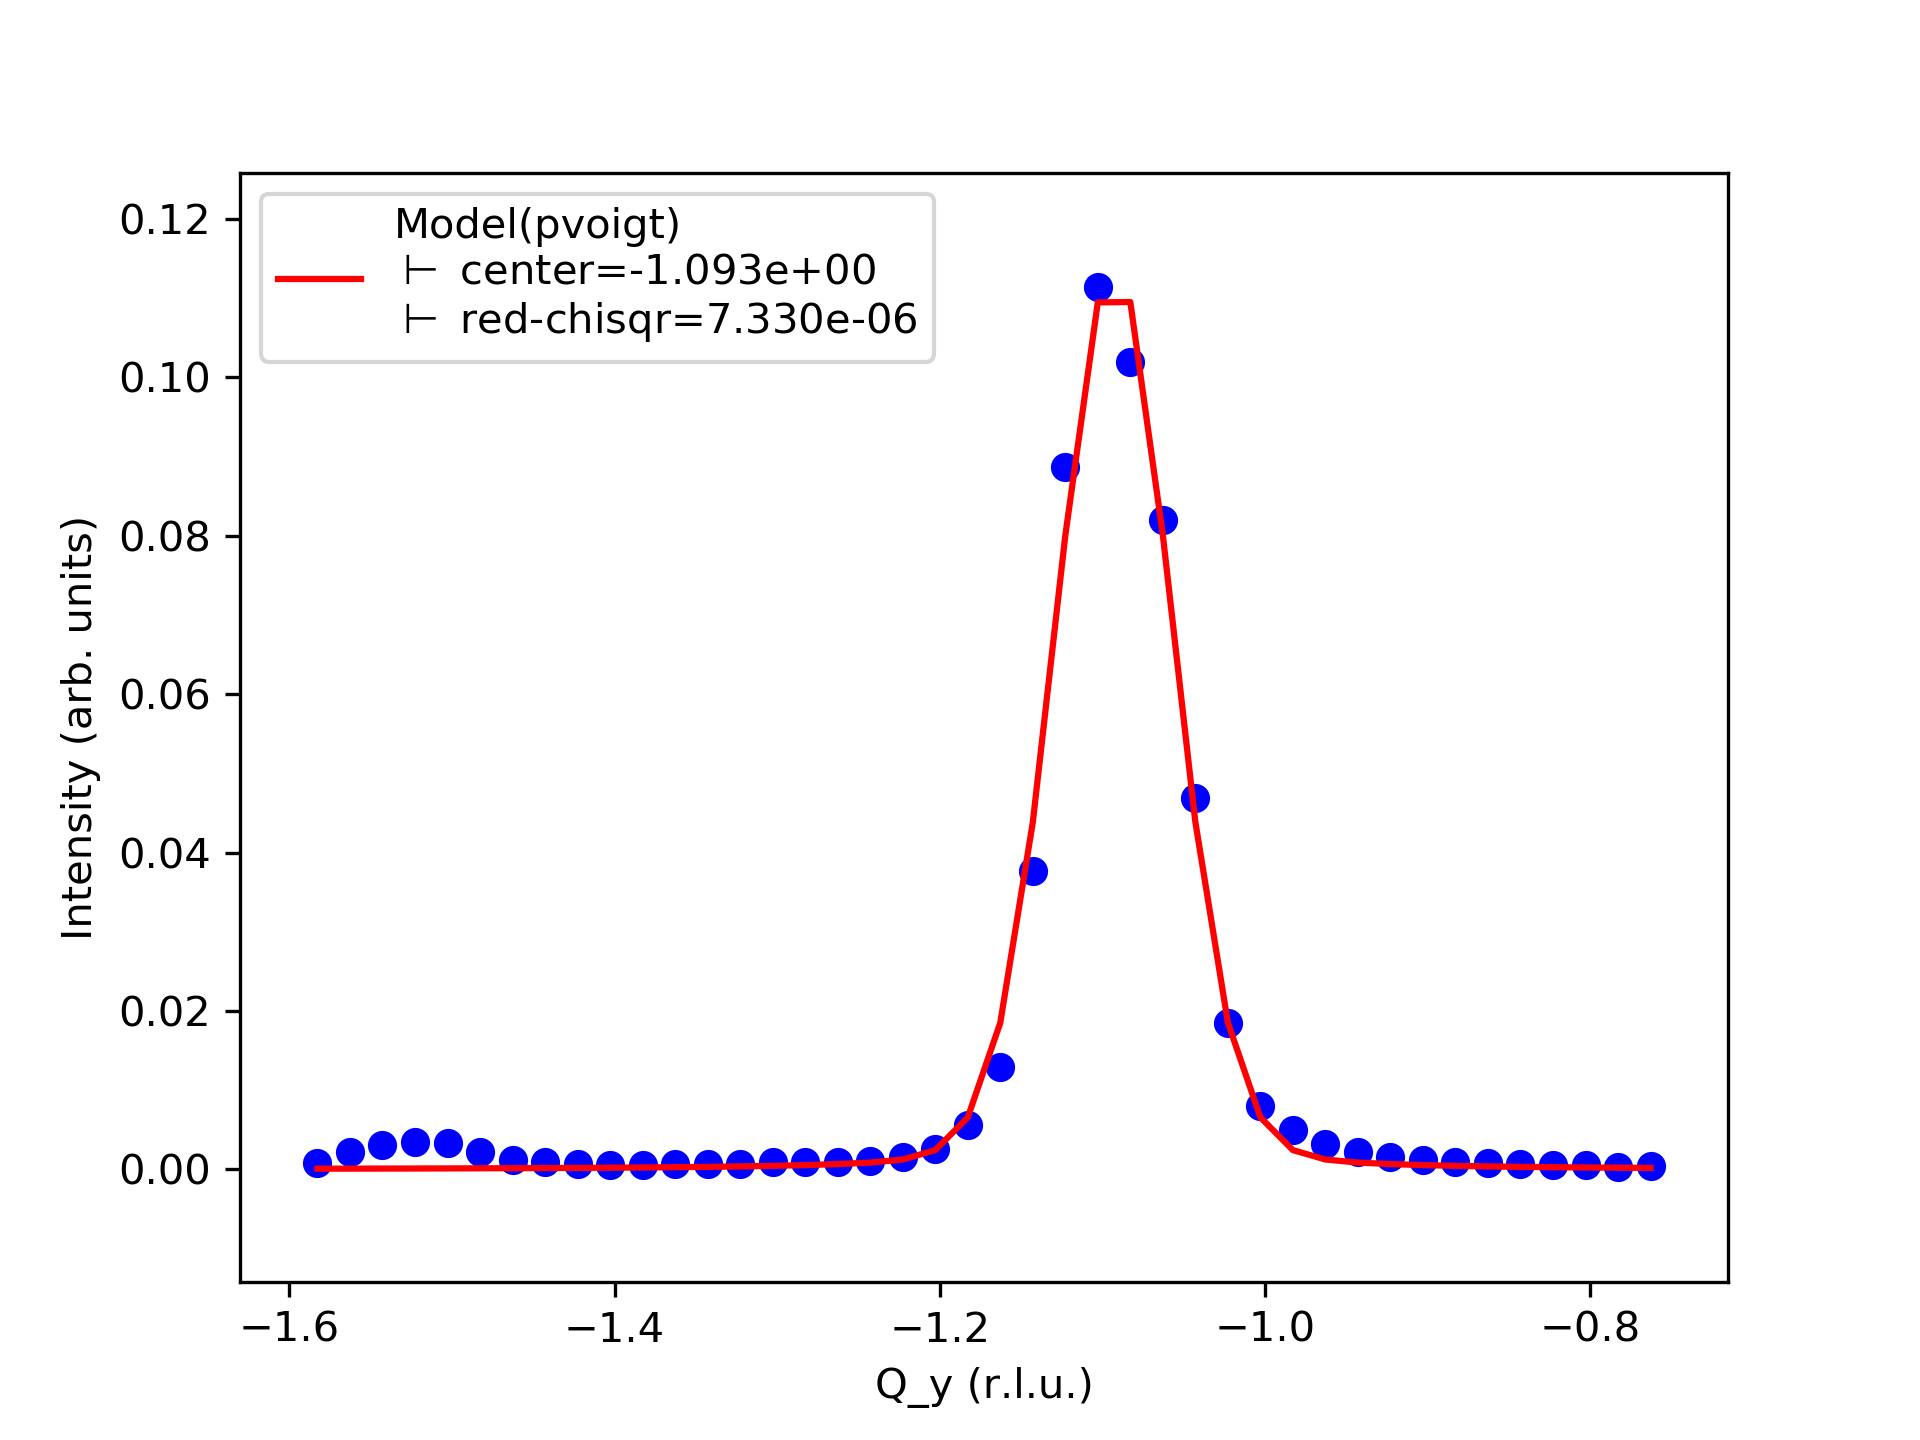 Model(pvoigt)
⊢ center=-1.093e+00
⊢ red-chisqr=7.330e-06
0.12
0.10
0.08
0.06
0.04
0.02
0.00
Intensity (arb. units)
−1.6 −1.4 −1.2 −1.0 −0.8
Q_y (r.l.u.)